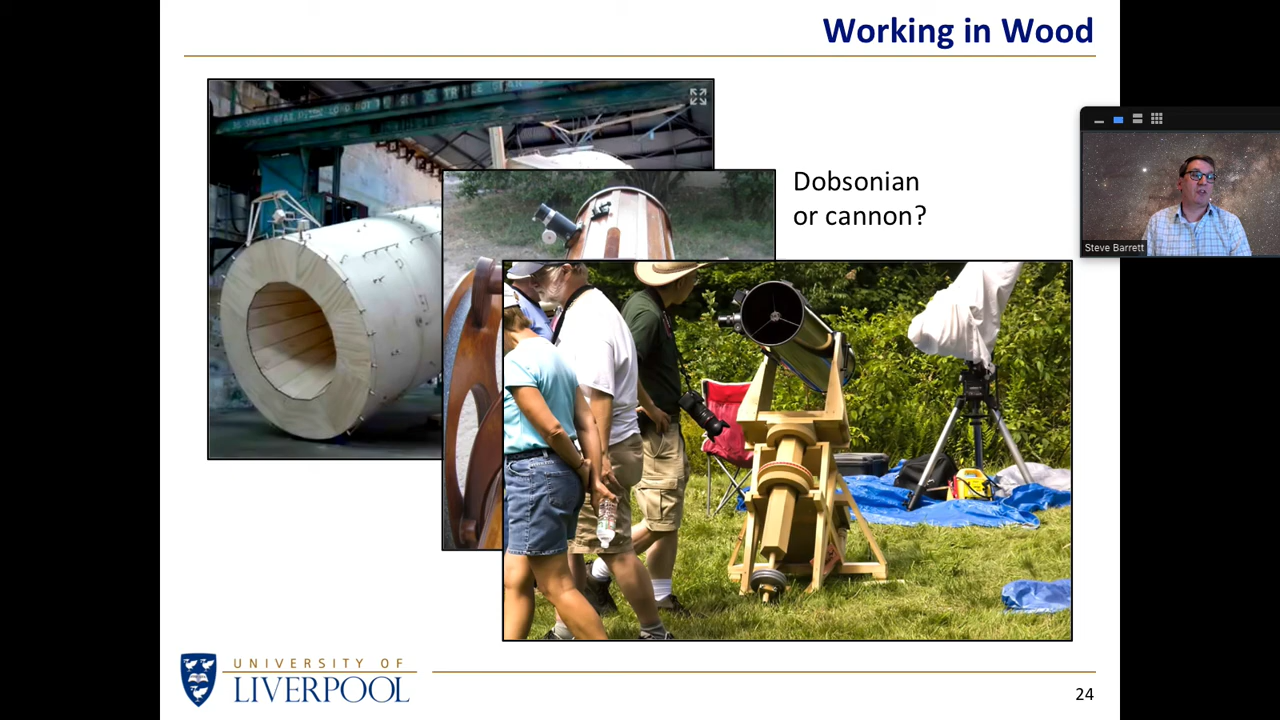 Working in Wood
Dobsonian
or cannon?
Steve Barrett
UNIVERSITY OF
LIVERPOOL
24